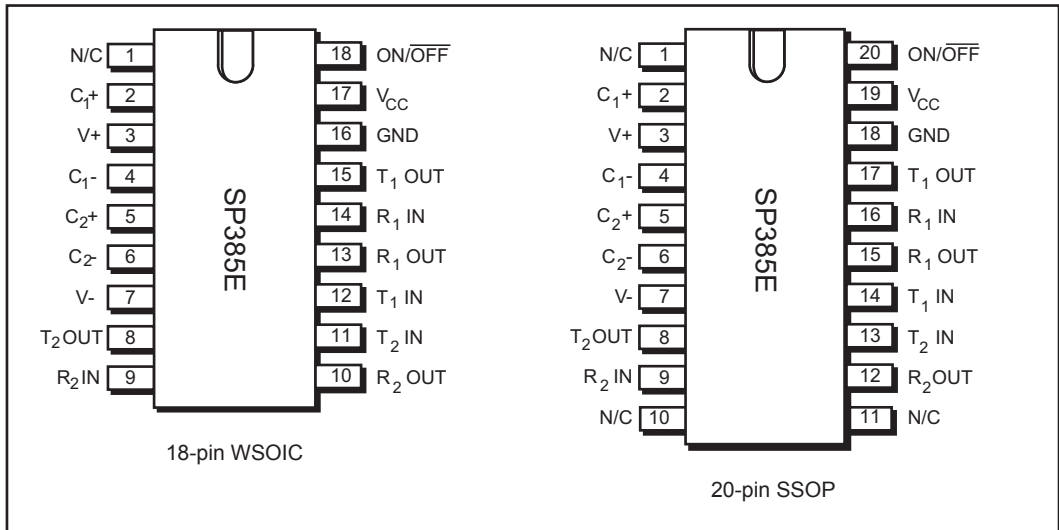 N/C 1
C1+ 2
V+ 3
C1- 4
C2+ 5
C2- 6
V- 7
T2OUT 8
R2IN 9
18 ON/O̅F̅F̅
17 VCC
16 GND
15 T1 OUT
14 R1 IN
13 R1 OUT
12 T1 IN
11 T2 IN
10 R2 OUT
SP385E
18-pin WSOIC
N/C 1
C1+ 2
V+ 3
C1- 4
C2+ 5
C2- 6
V- 7
T2OUT 8
R2 IN 9
N/C 10
20 ON/O̅F̅F̅
19 VCC
18 GND
17 T1 OUT
16 R1 IN
15 R1 OUT
14 T1 IN
13 T2 IN
12 R2OUT
11 N/C
SP385E
20-pin SSOP